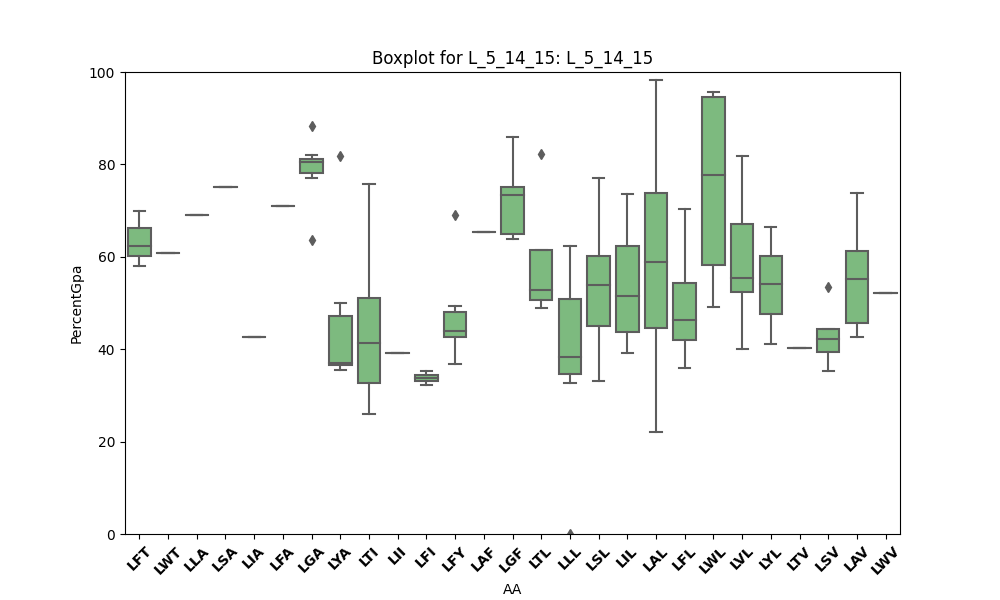 Boxplot for L_5_14_15: L_5_14_15
PercentGpa
100
80
60
40
20
0
LFT LWT LLA LSA LIA LFA LGA LYA LTI LII LFI LFY LAF LGF LTL LLL LSL LIL LAL LFL LWL LVL LYL LTV LSV LAV LWV
AA